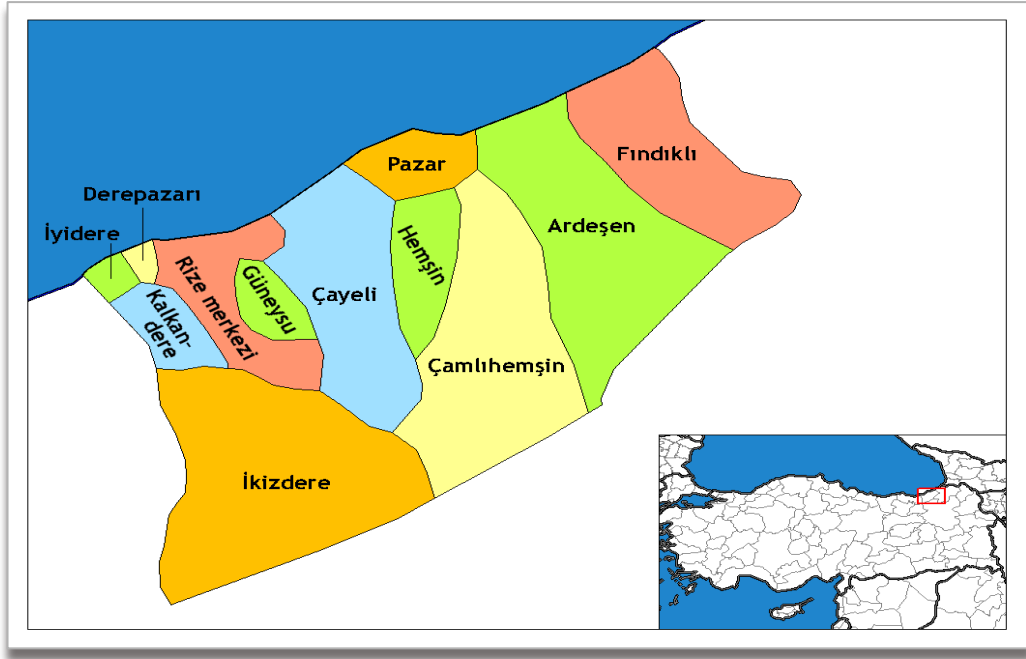 Fındıklı
Pazar
Derepazarı
Ardeşen
İyidere
Hemşin
Rize merkezi
Güneysu
Çayeli
Kalkan-
dere
Çamlıhemşin
İkizdere